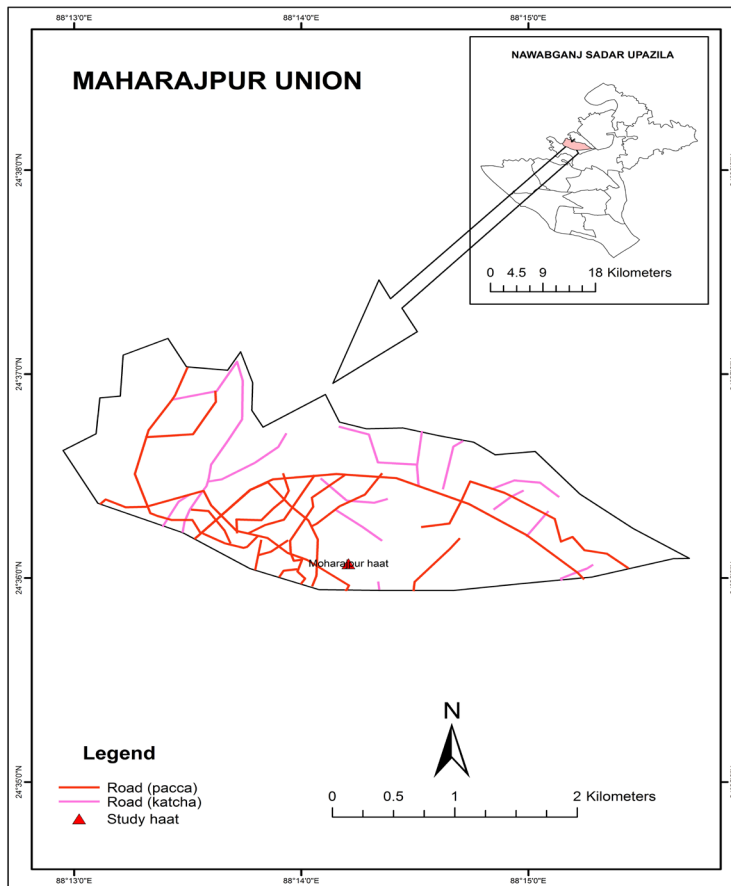 88°13'0"E 88°14'0"E 88°15'0"E
MAHARAJPUR UNION
NAWABGANJ SADAR UPAZILA
0 4.5 9 18 Kilometers
24°38'0"N
24°37'0"N
24°36'0"N
24°35'0"N
Moharajpur haat
N
Legend
Road (pacca)
Road (katcha)
Study haat
0 0.5 1 2 Kilometers
88°13'0"E 88°14'0"E 88°15'0"E